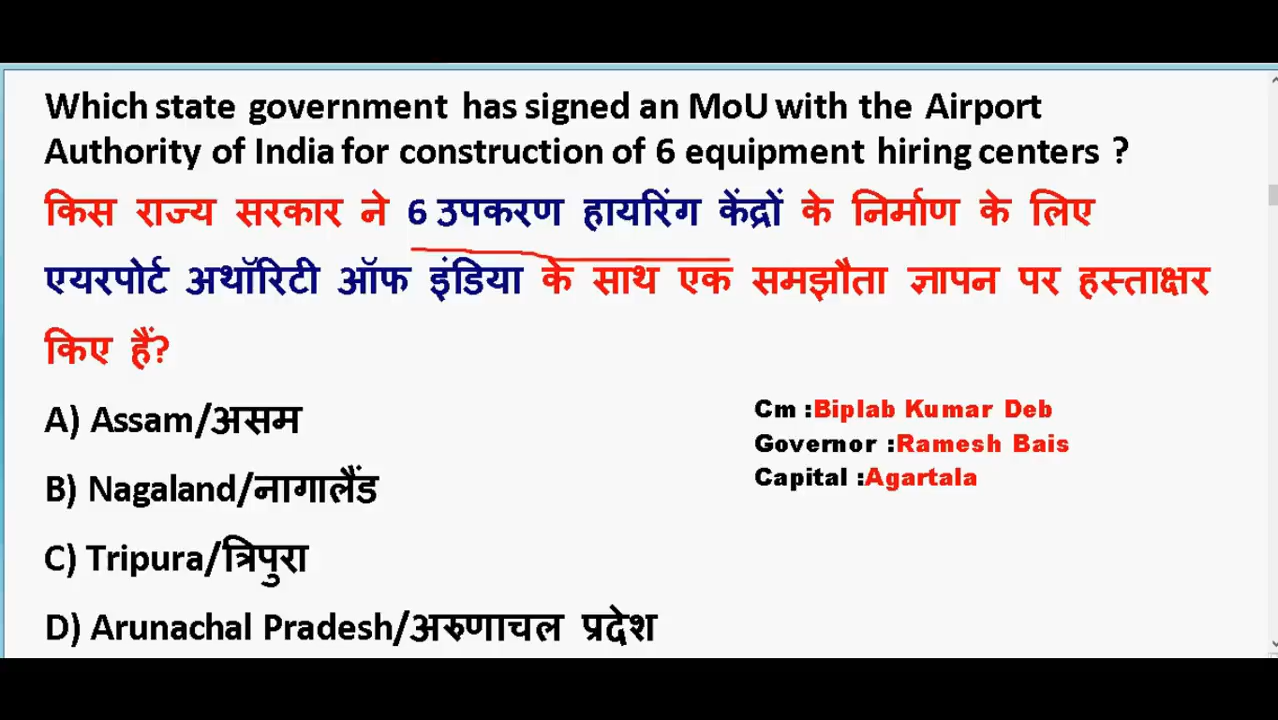 Which state government has signed an MoU with the Airport
Authority of India for construction of 6 equipment hiring centers ?
किस राज्य सरकार ने 6 उपकरण हायरिंग केंद्रों के निर्माण के लिए
एयरपोर्ट अथॉरिटी ऑफ इंडिया के साथ एक समझौता ज्ञापन पर हस्ताक्षर
किए हैं?
A) Assam/असम
B) Nagaland/नागालैंड
C) Tripura/त्रिपुरा
D) Arunachal Pradesh/अरुणाचल प्रदेश
Cm :Biplab Kumar Deb
Governor :Ramesh Bais
Capital :Agartala